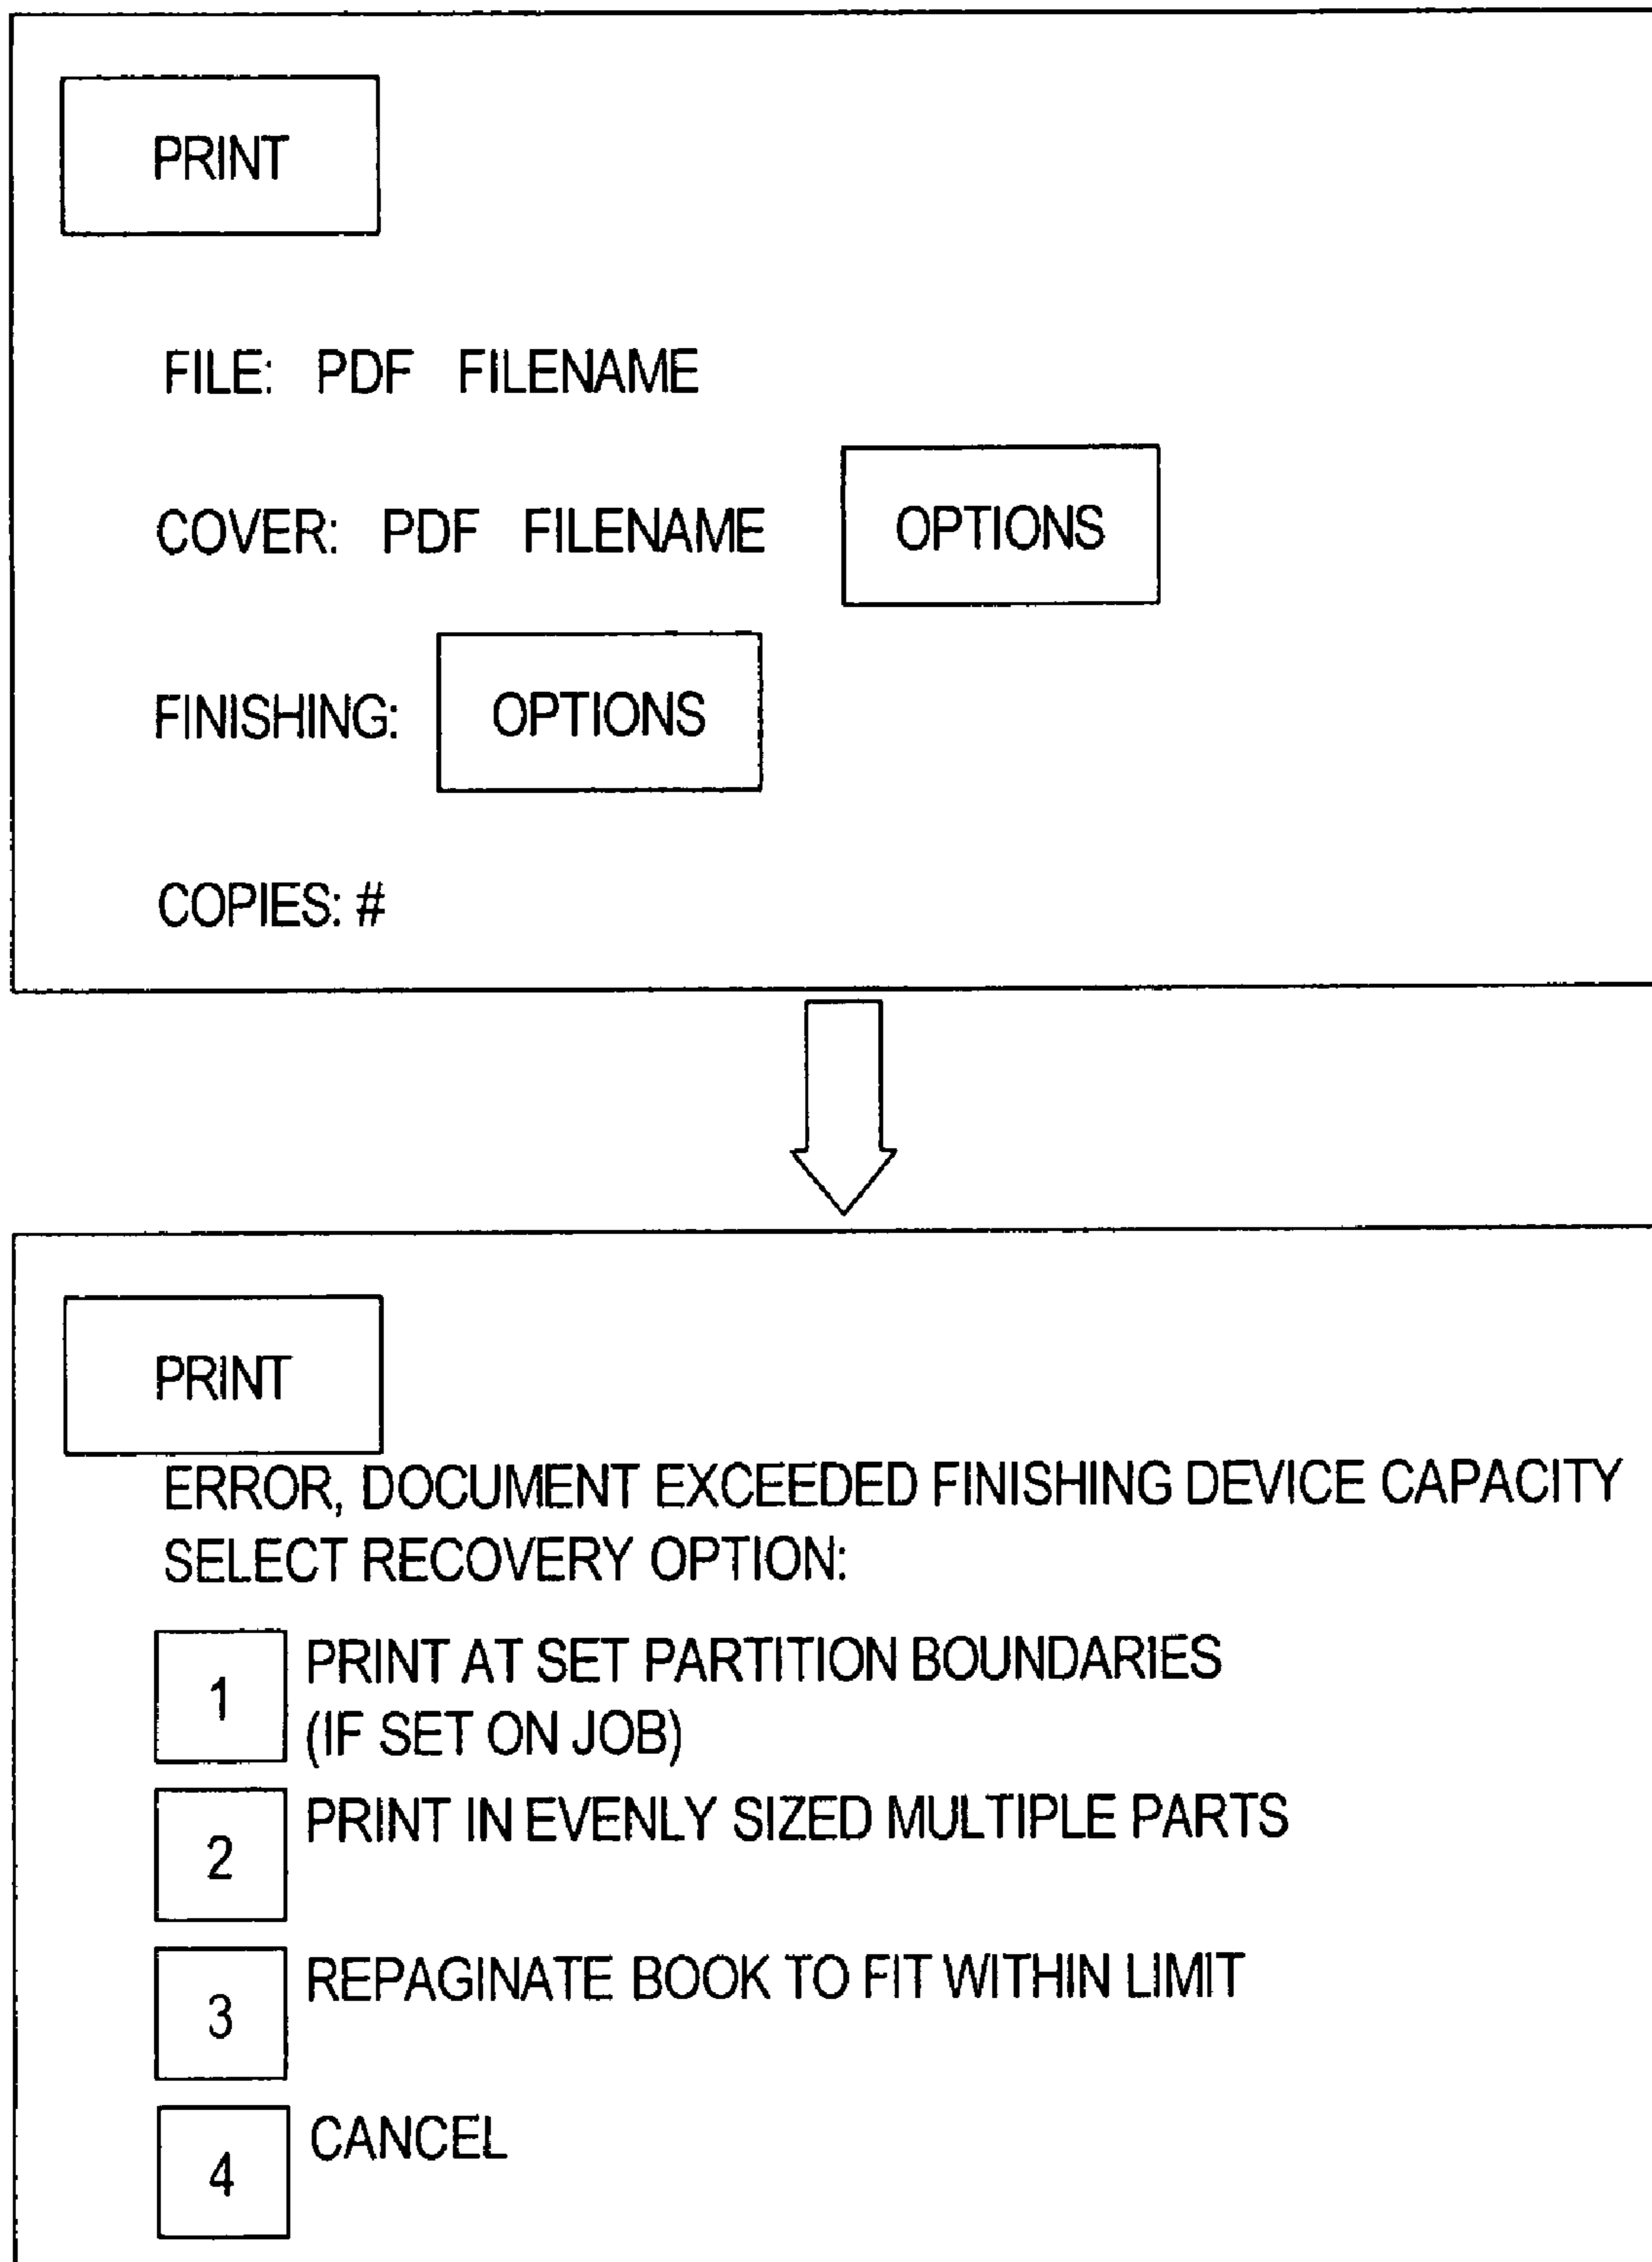 PRINT
FILE: PDF FILENAME
COVER: PDF FILENAME OPTIONS
FINISHING: OPTIONS
COPIES: #
PRINT
ERROR, DOCUMENT EXCEEDED FINISHING DEVICE CAPACITY
SELECT RECOVERY OPTION:
1 PRINT AT SET PARTITION BOUNDARIES
(IF SET ON JOB)
2 PRINT IN EVENLY SIZED MULTIPLE PARTS
3 REPAGINATE BOOK TO FIT WITHIN LIMIT
4 CANCEL